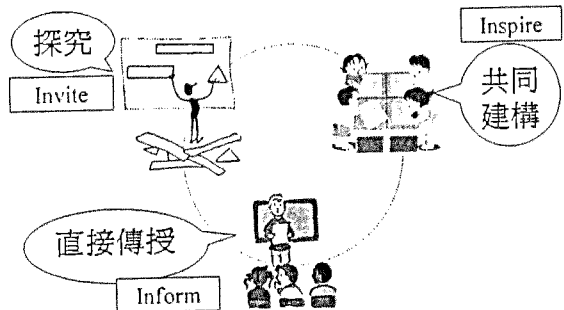 探究
Invite
Inspire
共同
建構
直接傳授
Inform